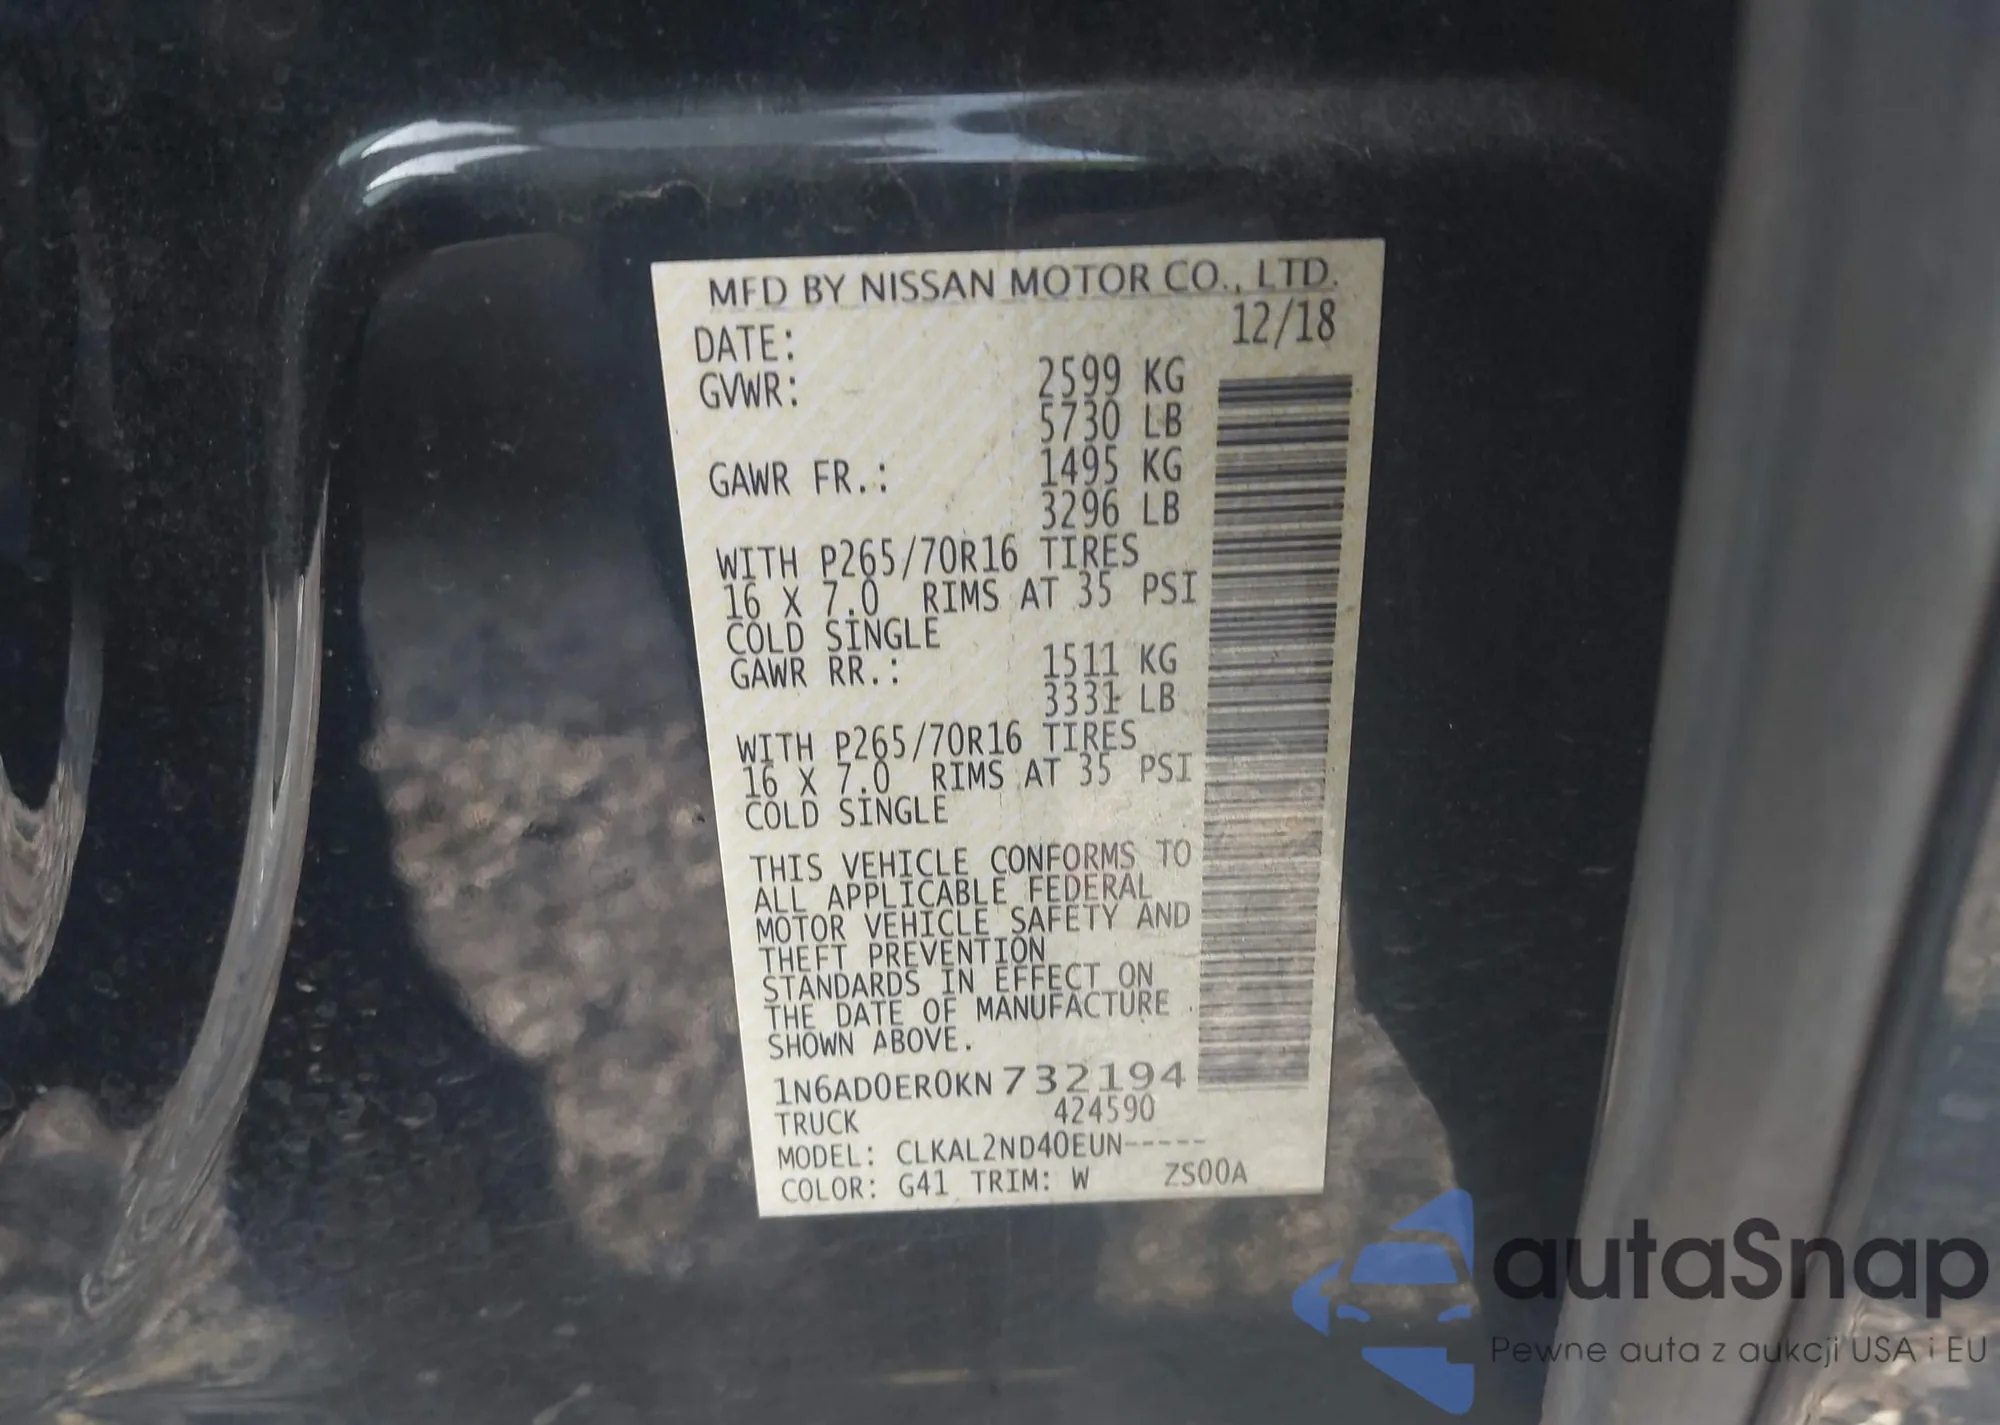 MFD BY NISSAN MOTOR CO., LTD.
DATE: 12/18
GVWR: 2599 KG
5730 LB
GAWR FR.: 1495 KG
3296 LB
WITH P265/70R16 TIRES
16 X 7.0 RIMS AT 35 PSI
COLD SINGLE
GAWR RR.: 1511 KG
3331 LB
WITH P265/70R16 TIRES
16 X 7.0 RIMS AT 35 PSI
COLD SINGLE
THIS VEHICLE CONFORMS TO
ALL APPLICABLE FEDERAL
MOTOR VEHICLE SAFETY AND
THEFT PREVENTION
STANDARDS IN EFFECT ON
THE DATE OF MANUFACTURE
SHOWN ABOVE.
1N6AD0ER0KN732194
TRUCK 424590
MODEL: CLKAL2ND40EUN-----
COLOR: G41 TRIM: W ZS00A
autaSnap
Pewne auta z aukcji USA i EU